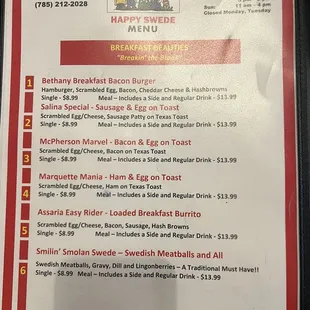 (785) 212-2028
Sun: 11 am - 4 pm
Closed Monday, Tuesday
HAPPY SWEDE
MENU
BREAKFAST BEAUTIES
"Breakin' the Black"
1 Bethany Breakfast Bacon Burger
Hamburger, Scrambled Egg, Bacon, Cheddar Cheese & Hashbrowns
Single - $8.99 Meal – Includes a Side and Regular Drink - $13.99
Salina Special - Sausage & Egg on Toast
2 Scrambled Egg/Cheese, Sausage Patty on Texas Toast
Single - $8.99 Meal – Includes a Side and Regular Drink - $13.99
McPherson Marvel - Bacon & Egg on Toast
3 Scrambled Egg/Cheese, Bacon on Texas Toast
Single - $8.99 Meal – Includes a Side and Regular Drink - $13.99
Marquette Mania - Ham & Egg on Toast
4 Scrambled Egg/Cheese, Ham on Texas Toast
Single - $8.99 Meal – Includes a Side and Regular Drink - $13.99
Assaria Easy Rider - Loaded Breakfast Burrito
5 Scrambled Egg/Cheese, Bacon, Sausage, Hash Browns
Single - $8.99 Meal – Includes a Side and Regular Drink - $13.99
Smilin' Smolan Swede – Swedish Meatballs and All
6 Swedish Meatballs, Gravy, Dill and Lingonberries – A Traditional Must Have!!
Single - $8.99 Meal – Includes a Side and Regular Drink - $13.99